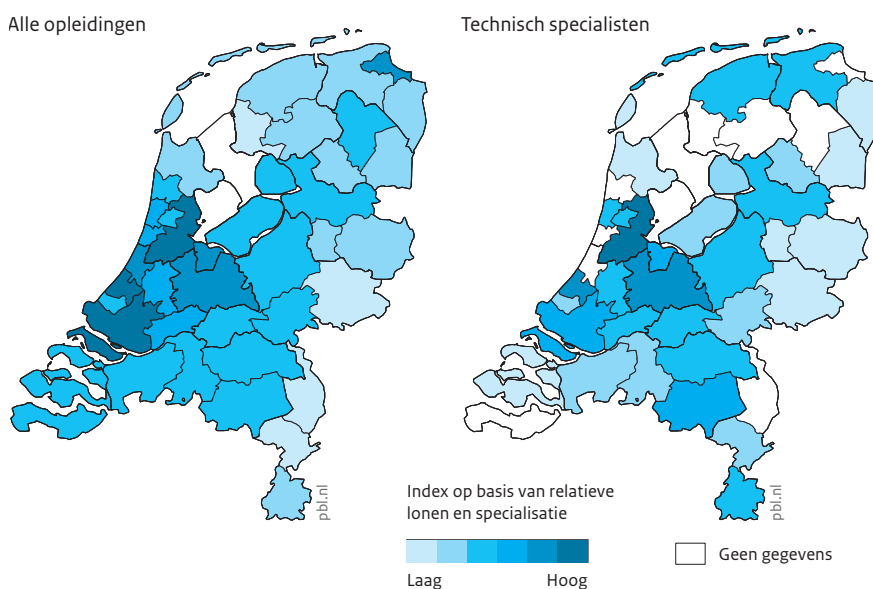 Alle opleidingen
Technisch specialisten
pbl.nl
pbl.nl
Index op basis van relatieve
lonen en specialisatie
Laag
Hoog
Geen gegevens